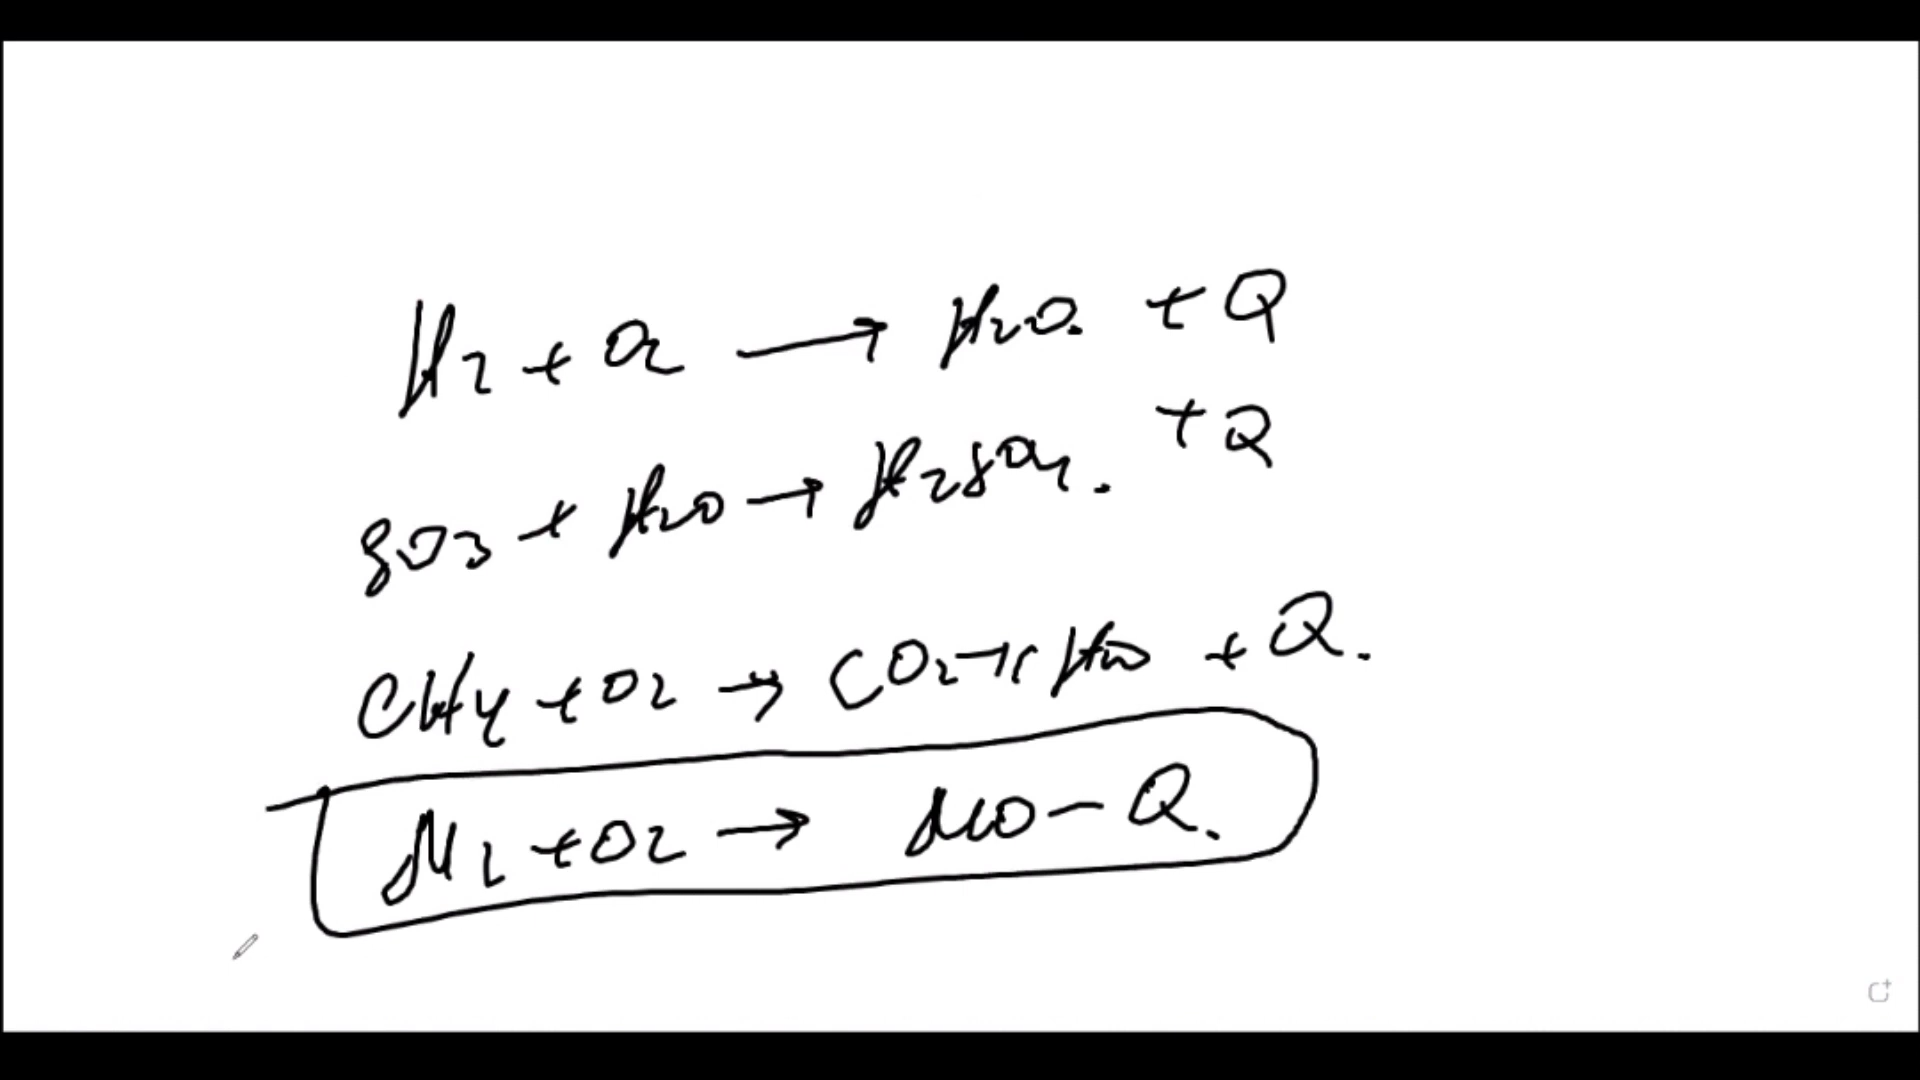 H2 + O2 → H2O. + Q
SO3 + H2O → H2SO4. + Q
CH4 + O2 → CO2 + H2O + Q.
N2 + O2 → NO - Q.